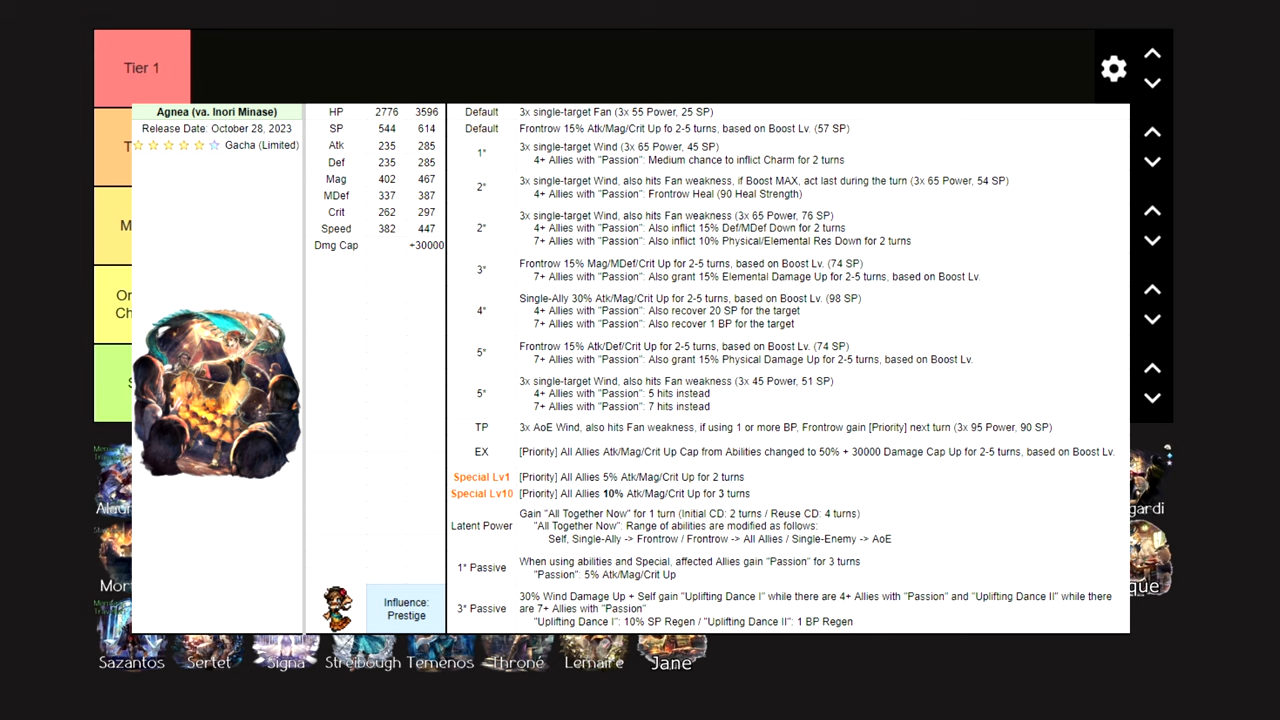 Tier 1
Agnea (va. Inori Minase)
Release Date: October 28, 2023
Gacha (Limited)
HP 2776 3596
SP 544 614
Atk 235 285
Def 235 285
Mag 402 467
MDef 337 387
Crit 262 297
Speed 382 447
Dmg Cap +30000
Default 3x single-target Fan (3x 55 Power, 25 SP)
Default Frontrow 15% Atk/Mag/Crit Up fo 2-5 turns, based on Boost Lv. (57 SP)
1* 3x single-target Wind (3x 65 Power, 45 SP)
4+ Allies with "Passion": Medium chance to inflict Charm for 2 turns
2* 3x single-target Wind, also hits Fan weakness, if Boost MAX, act last during the turn (3x 65 Power, 54 SP)
4+ Allies with "Passion": Frontrow Heal (90 Heal Strength)
2* 3x single-target Wind, also hits Fan weakness (3x 65 Power, 76 SP)
4+ Allies with "Passion": Also inflict 15% Def/MDef Down for 2 turns
7+ Allies with "Passion": Also inflict 10% Physical/Elemental Res Down for 2 turns
3* Frontrow 15% Mag/MDef/Crit Up for 2-5 turns, based on Boost Lv. (74 SP)
7+ Allies with "Passion": Also grant 15% Elemental Damage Up for 2-5 turns, based on Boost Lv.
4* Single-Ally 30% Atk/Mag/Crit Up for 2-5 turns, based on Boost Lv. (98 SP)
4+ Allies with "Passion": Also recover 20 SP for the target
7+ Allies with "Passion": Also recover 1 BP for the target
5* Frontrow 15% Atk/Def/Crit Up for 2-5 turns, based on Boost Lv. (74 SP)
7+ Allies with "Passion": Also grant 15% Physical Damage Up for 2-5 turns, based on Boost Lv.
5* 3x single-target Wind, also hits Fan weakness (3x 45 Power, 51 SP)
4+ Allies with "Passion": 5 hits instead
7+ Allies with "Passion": 7 hits instead
TP 3x AoE Wind, also hits Fan weakness, if using 1 or more BP, Frontrow gain [Priority] next turn (3x 95 Power, 90 SP)
EX [Priority] All Allies Atk/Mag/Crit Up Cap from Abilities changed to 50% + 30000 Damage Cap Up for 2-5 turns, based on Boost Lv.
Special Lv1 [Priority] All Allies 5% Atk/Mag/Crit Up for 2 turns
Special Lv10 [Priority] All Allies 10% Atk/Mag/Crit Up for 3 turns
Latent Power Gain "All Together Now" for 1 turn (Initial CD: 2 turns / Reuse CD: 4 turns)
"All Together Now": Range of abilities are modified as follows:
Self, Single-Ally -> Frontrow / Frontrow -> All Allies / Single-Enemy -> AoE
1* Passive When using abilities and Special, affected Allies gain "Passion" for 3 turns
"Passion": 5% Atk/Mag/Crit Up
3* Passive 30% Wind Damage Up + Self gain "Uplifting Dance I" while there are 4+ Allies with "Passion" and "Uplifting Dance II" while there
are 7+ Allies with "Passion"
"Uplifting Dance I": 10% SP Regen / "Uplifting Dance II": 1 BP Regen
Influence:
Prestige
Sazantos Sertet Signa Streibough Temenos Throné Lemaire Jane